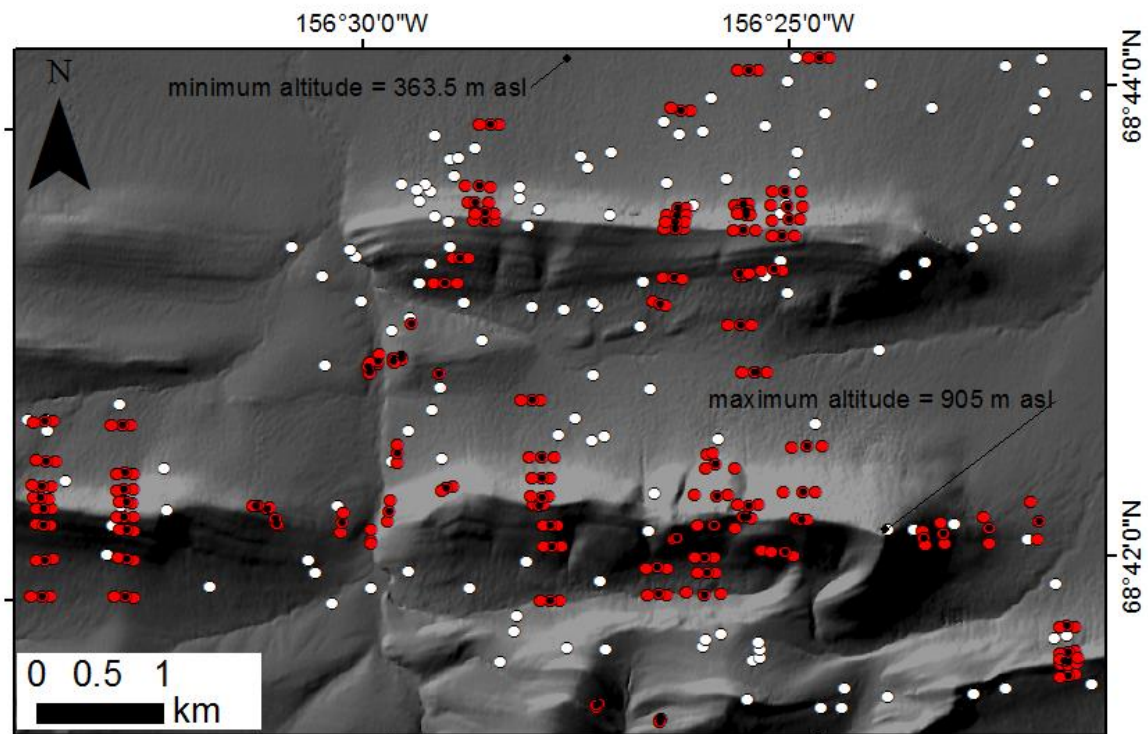 156°30'0"W
156°25'0"W
N
minimum altitude = 363.5 m asl
68°44'0"N
maximum altitude = 905 m asl
68°42'0"N
0 0.5 1
km